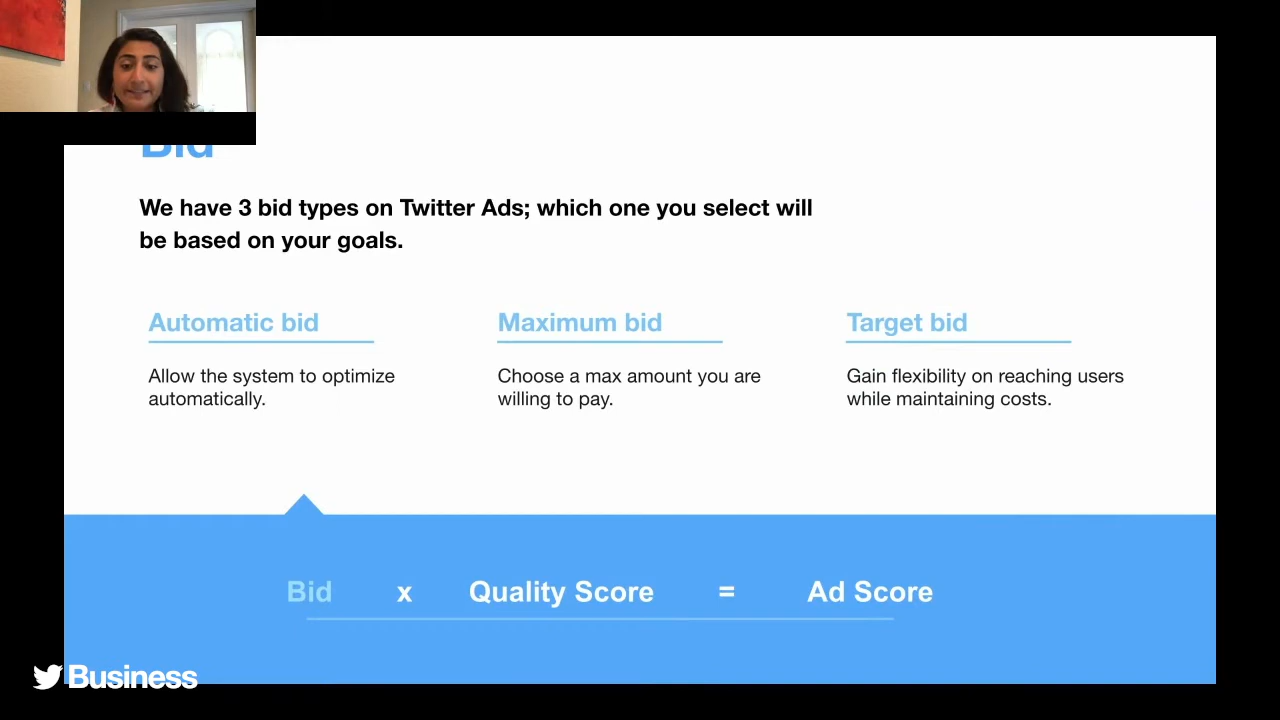 Bid
We have 3 bid types on Twitter Ads; which one you select will
be based on your goals.
Automatic bid
Allow the system to optimize
automatically.
Maximum bid
Choose a max amount you are
willing to pay.
Target bid
Gain flexibility on reaching users
while maintaining costs.
Bid x Quality Score = Ad Score
Business